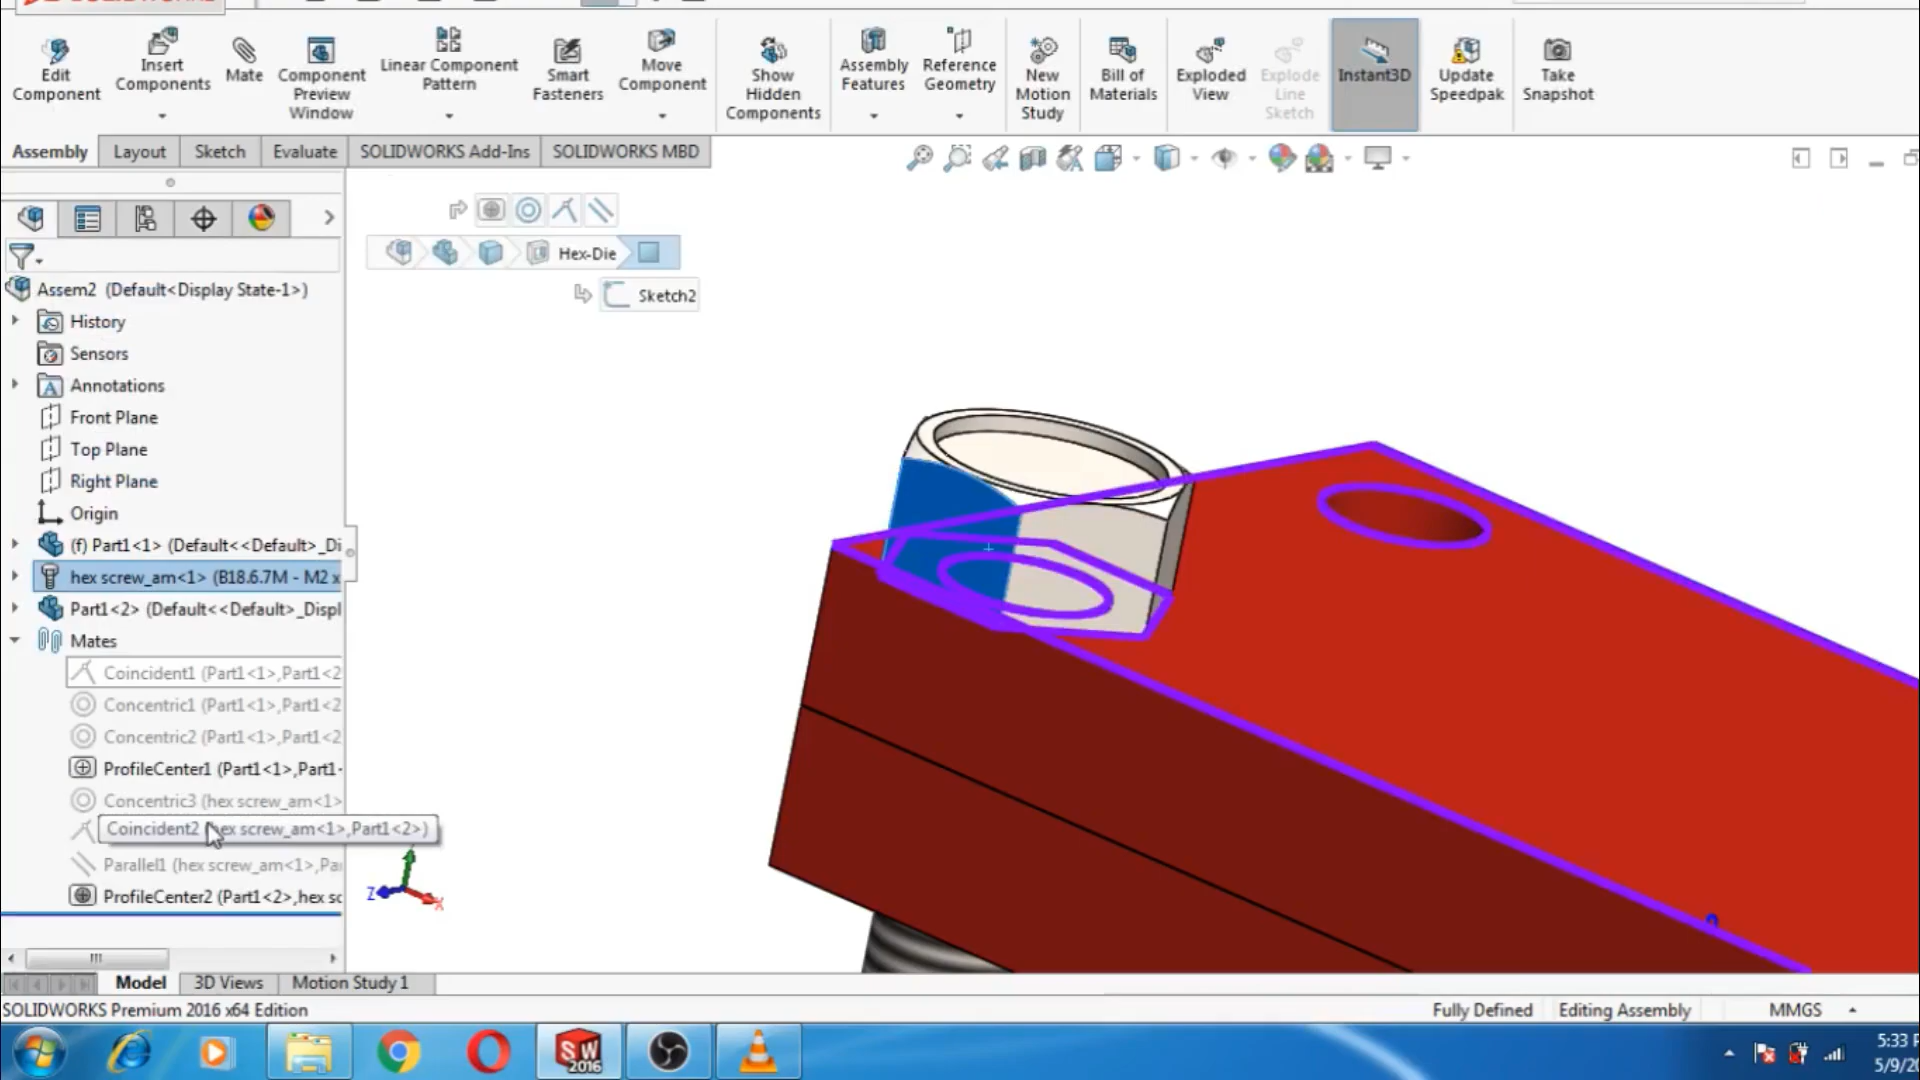 SOLIDWORKS
Edit Component
Insert Components
Mate
Component Preview Window
Linear Component Pattern
Smart Fasteners
Move Component
Show Hidden Components
Assembly Features
Reference Geometry
New Motion Study
Bill of Materials
Exploded View
Explode Line Sketch
Instant3D
Update Speedpak
Take Snapshot
Assembly Layout Sketch Evaluate SOLIDWORKS Add-Ins SOLIDWORKS MBD
Hex-Die
Sketch2
Assem2 (Default<Display State-1>)
History
Sensors
Annotations
Front Plane
Top Plane
Right Plane
Origin
(f) Part1<1> (Default<<Default>_Di
hex screw_am<1> (B18.6.7M - M2 x
Part1<2> (Default<<Default>_Displ
Mates
Coincident1 (Part1<1>,Part1<2
Concentric1 (Part1<1>,Part1<2
Concentric2 (Part1<1>,Part1<2
ProfileCenter1 (Part1<1>,Part1-
Concentric3 (hex screw_am<1>
Coincident2 (hex screw_am<1>,Part1<2>)
Parallel1 (hex screw_am<1>,Pa
ProfileCenter2 (Part1<2>,hex sc
Z
X
Model 3D Views Motion Study 1
SOLIDWORKS Premium 2016 x64 Edition
Fully Defined Editing Assembly MMGS
SW
2016
5:33 P
5/9/20